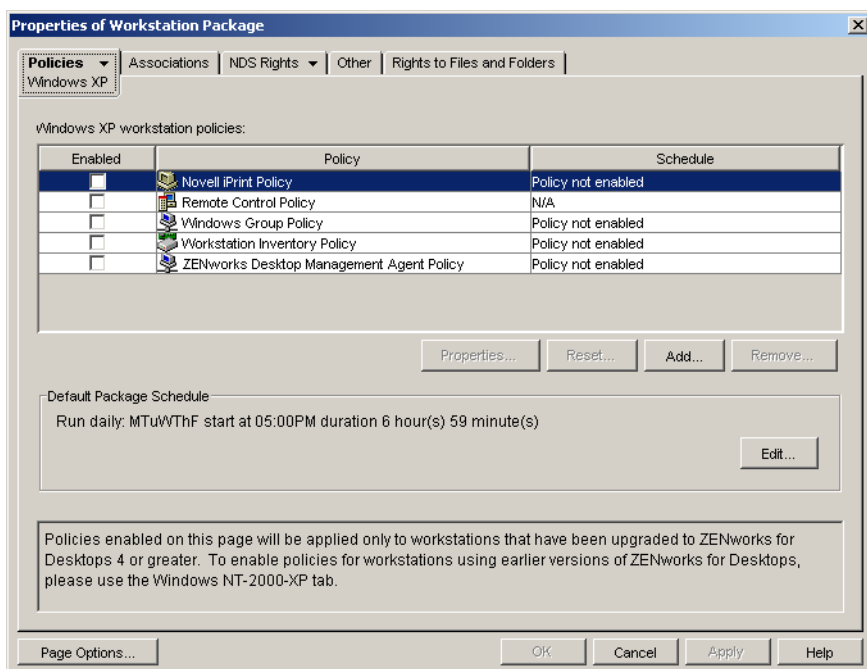 Properties of Workstation Package
Policies Associations NDS Rights Other Rights to Files and Folders
Windows XP
Windows XP workstation policies:
Enabled Policy Schedule
Novell iPrint Policy Policy not enabled
Remote Control Policy N/A
Windows Group Policy Policy not enabled
Workstation Inventory Policy Policy not enabled
ZENworks Desktop Management Agent Policy Policy not enabled
Properties... Reset... Add... Remove...
Default Package Schedule
Run daily: MTuWThF start at 05:00PM duration 6 hour(s) 59 minute(s)
Edit...
Policies enabled on this page will be applied only to workstations that have been upgraded to ZENworks for
Desktops 4 or greater. To enable policies for workstations using earlier versions of ZENworks for Desktops,
please use the Windows NT-2000-XP tab.
Page Options... OK Cancel Apply Help